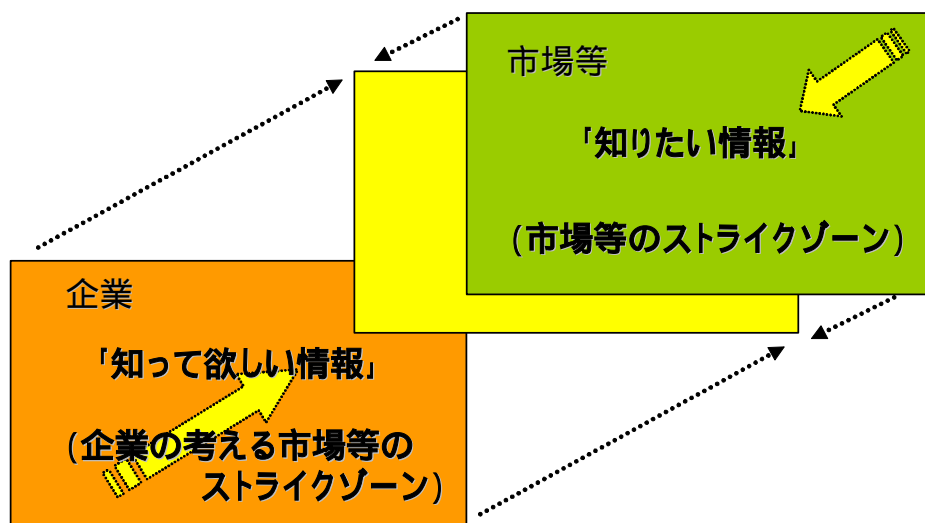 市場等
「知りたい情報」
(市場等のストライクゾーン)
企業
「知って欲しい情報」
(企業の考える市場等の
ストライクゾーン)